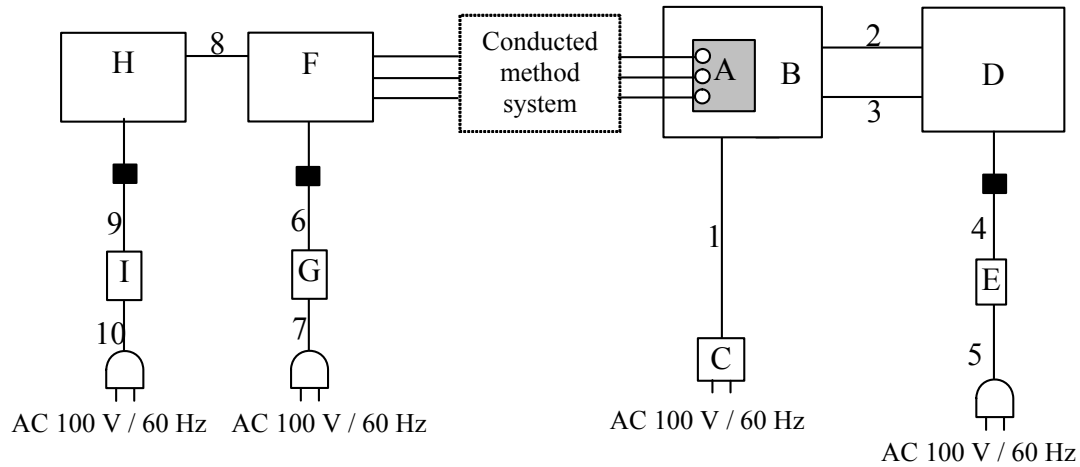 8
H
F
Conducted
method
system
A
B
2
3
D
9
6
1
4
I
G
E
10
7
C
5
AC 100 V / 60 Hz
AC 100 V / 60 Hz
AC 100 V / 60 Hz
AC 100 V / 60 Hz